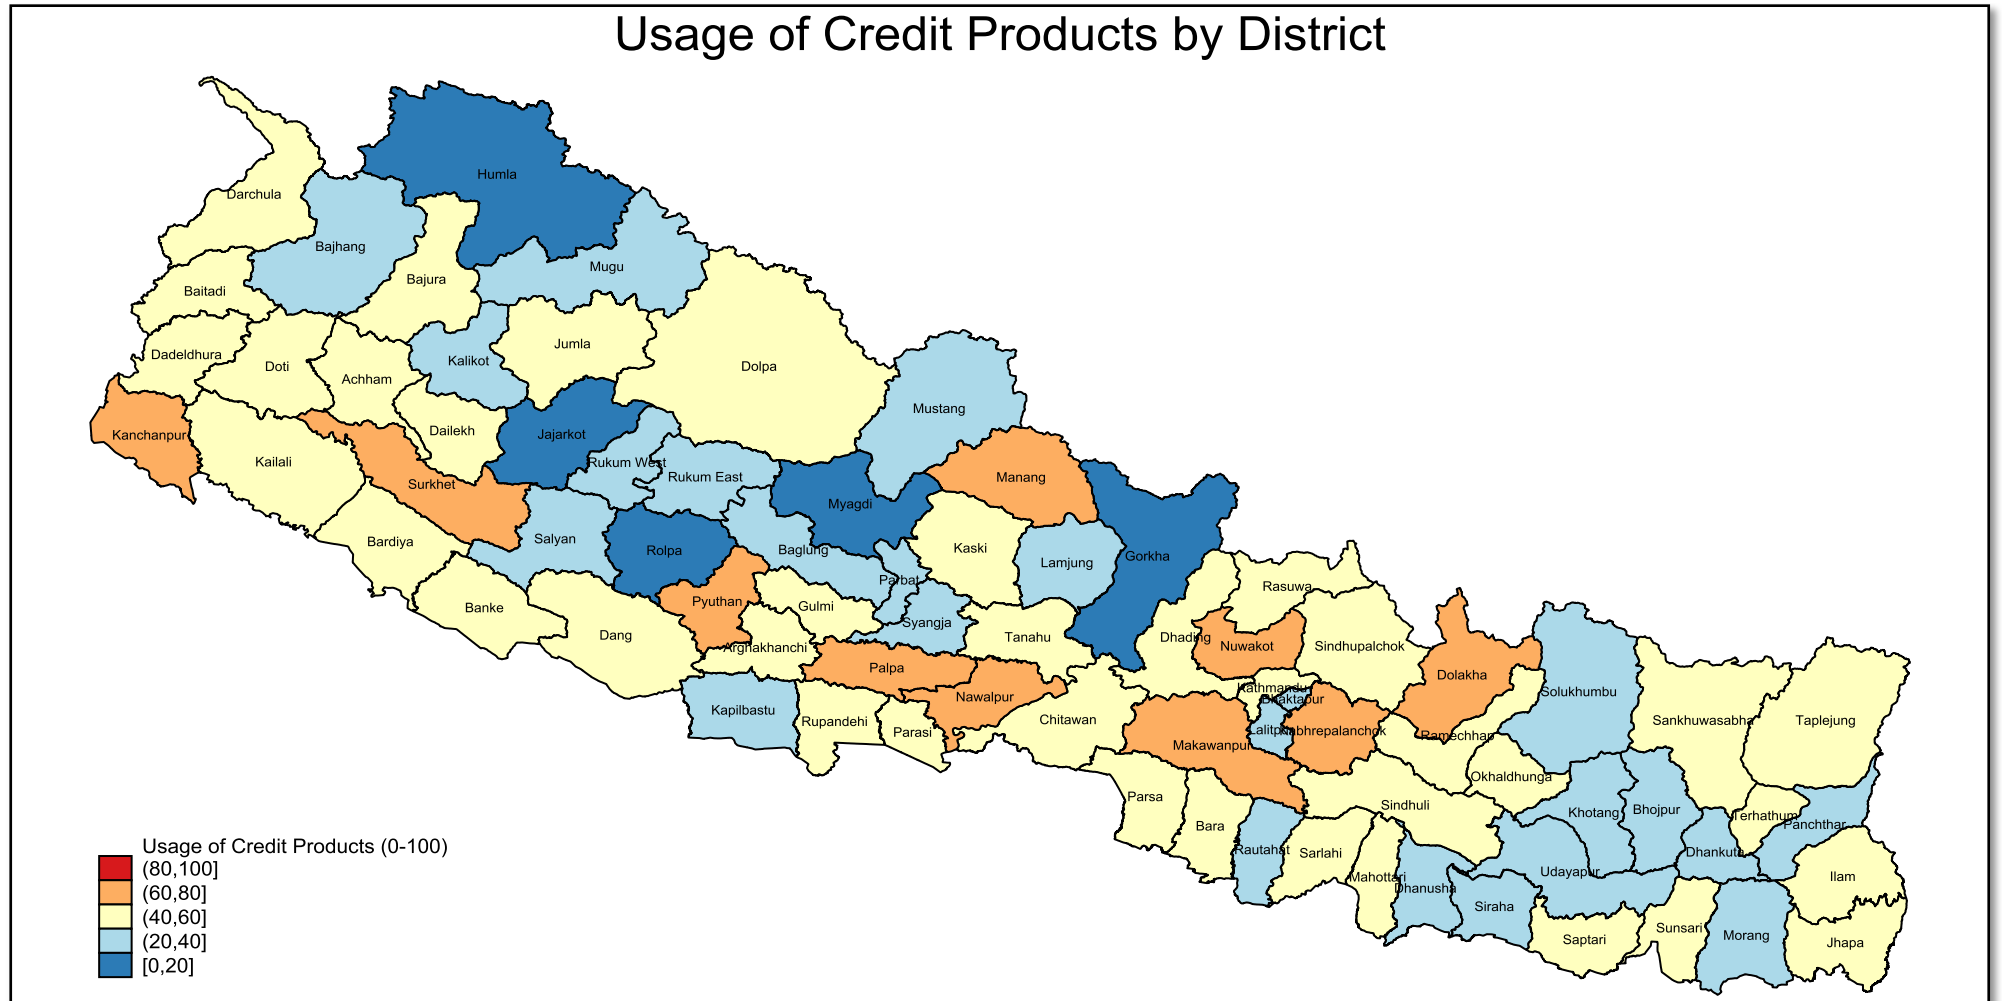 Usage of Credit Products by District
Humla
Darchula
Bajhang
Mugu
Bajura
Baitadi
Jumla
Dadeldhura
Kalikot
Doti
Dolpa
Achham
Mustang
Dailekh
Jajarkot
Kanchanpur
Kailali
Rukum West
Rukum East
Manang
Surkhet
Myagdi
Salyan
Bardiya
Kaski
Rolpa
Baglung
Gorkha
Lamjung
Parbat
Rasuwa
Pyuthan
Gulmi
Banke
Syangja
Dang
Tanahu
Dhading
Arghakhanchi
Nuwakot
Sindhupalchok
Palpa
Dolakha
Kathmandu
Solukhumbu
Nawalpur
Bhaktapur
Kapilbastu
Chitawan
Rupandehi
Sankhuwasabha
Taplejung
Parasi
Lalitpur
Kabhrepalanchok
Ramechhap
Makawanpur
Okhaldhunga
Parsa
Sindhuli
Bhojpur
Khotang
Terhathum
Panchthar
Bara
Rautahat
Sarlahi
Dhankuta
Udayapur
Mahottari
Ilam
Dhanusha
Siraha
Sunsari
Morang
Saptari
Jhapa
Usage of Credit Products (0-100)
(80,100]
(60,80]
(40,60]
(20,40]
[0,20]